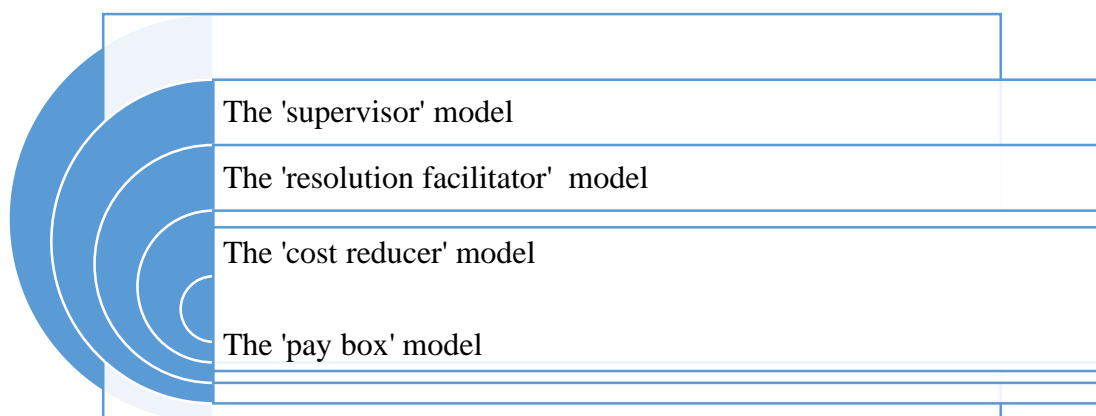 The 'supervisor' model
The 'resolution facilitator'  model
The 'cost reducer' model
The 'pay box' model